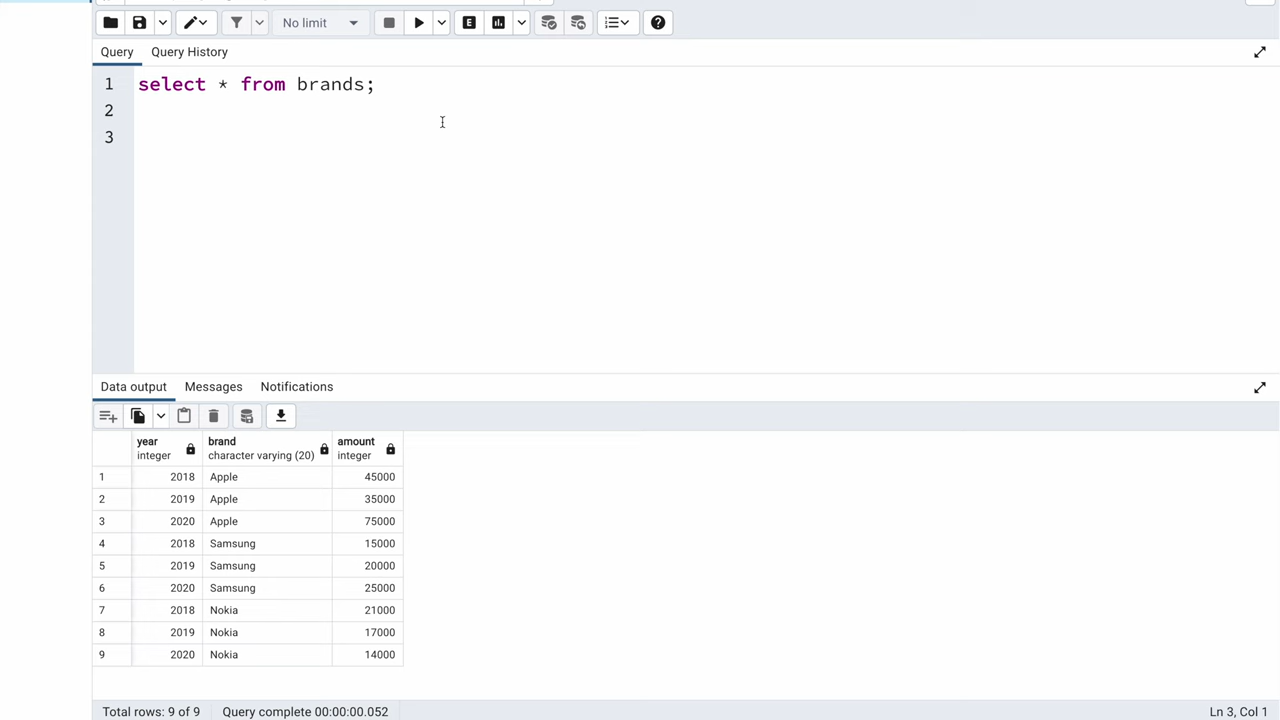 No limit
Query Query History
1 select * from brands;
2
3
Data output Messages Notifications
year brand amount
integer character varying (20) integer
1 2018 Apple 45000
2 2019 Apple 35000
3 2020 Apple 75000
4 2018 Samsung 15000
5 2019 Samsung 20000
6 2020 Samsung 25000
7 2018 Nokia 21000
8 2019 Nokia 17000
9 2020 Nokia 14000
Total rows: 9 of 9 Query complete 00:00:00.052 Ln 3, Col 1